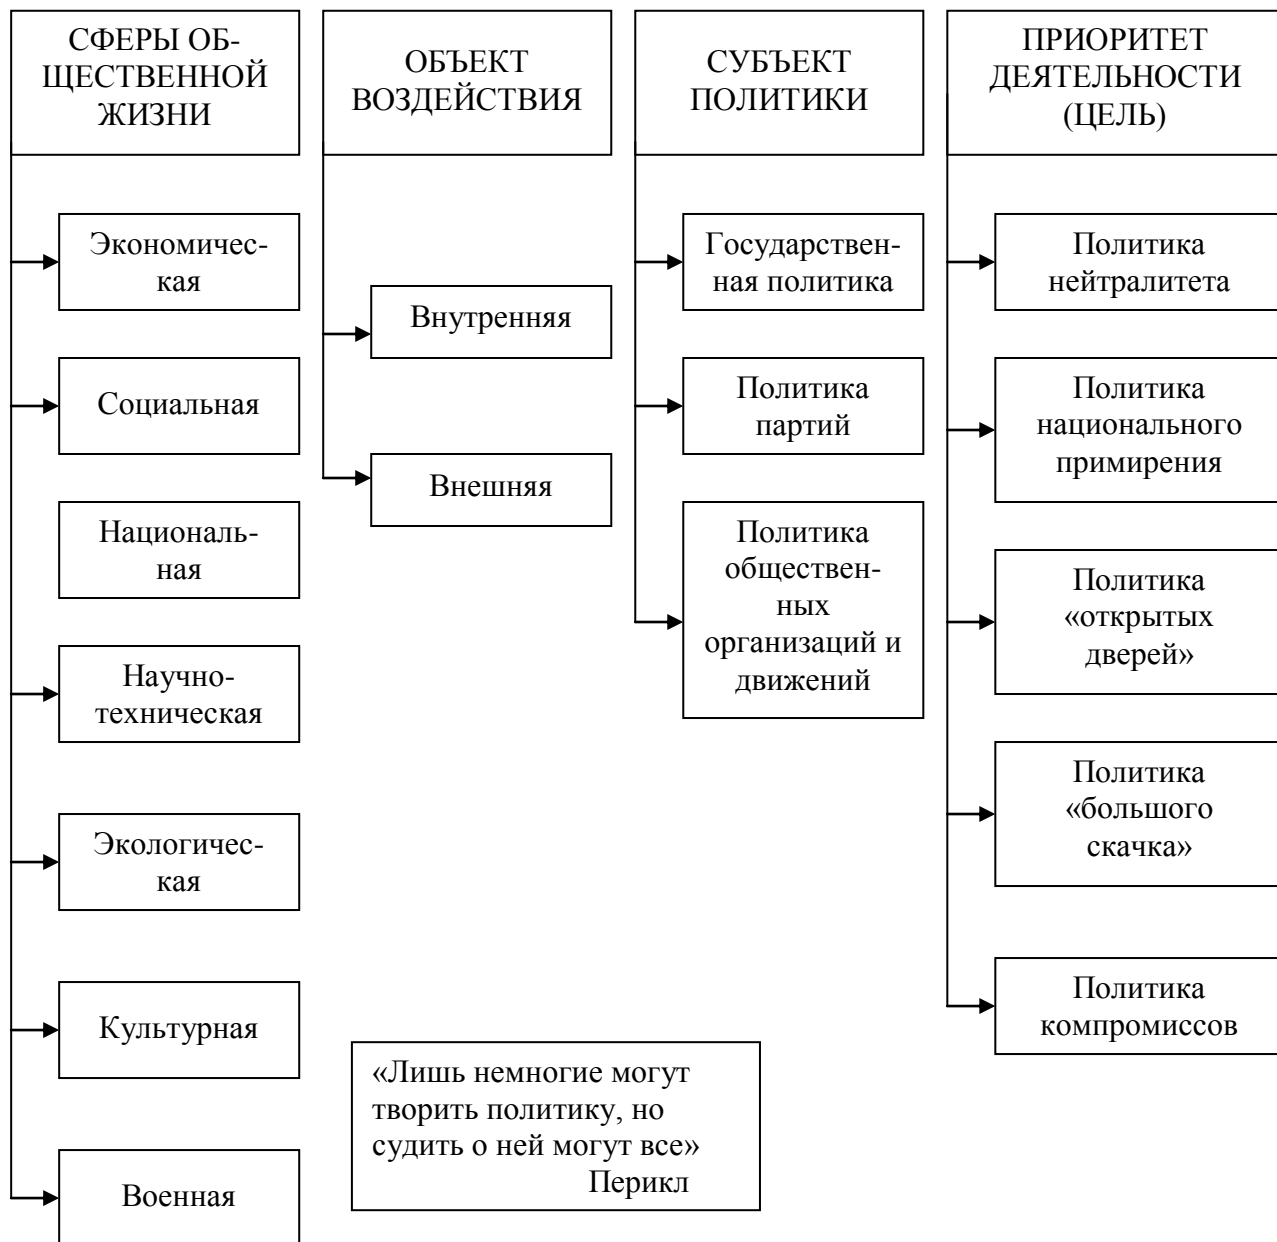 СФЕРЫ ОБ-
ЩЕСТВЕННОЙ
ЖИЗНИ
Экономичес-
кая
Социальная
Националь-
ная
Научно-
техническая
Экологичес-
кая
Культурная
Военная
ОБЪЕКТ
ВОЗДЕЙСТВИЯ
Внутренняя
Внешняя
СУБЪЕКТ
ПОЛИТИКИ
Государствен-
ная политика
Политика
партий
Политика
обществен-
ных
организаций и
движений
ПРИОРИТЕТ
ДЕЯТЕЛЬНОСТИ
(ЦЕЛЬ)
Политика
нейтралитета
Политика
национального
примирения
Политика
«открытых
дверей»
Политика
«большого
скачка»
Политика
компромиссов
«Лишь немногие могут
творить политику, но
судить о ней могут все»
Перикл